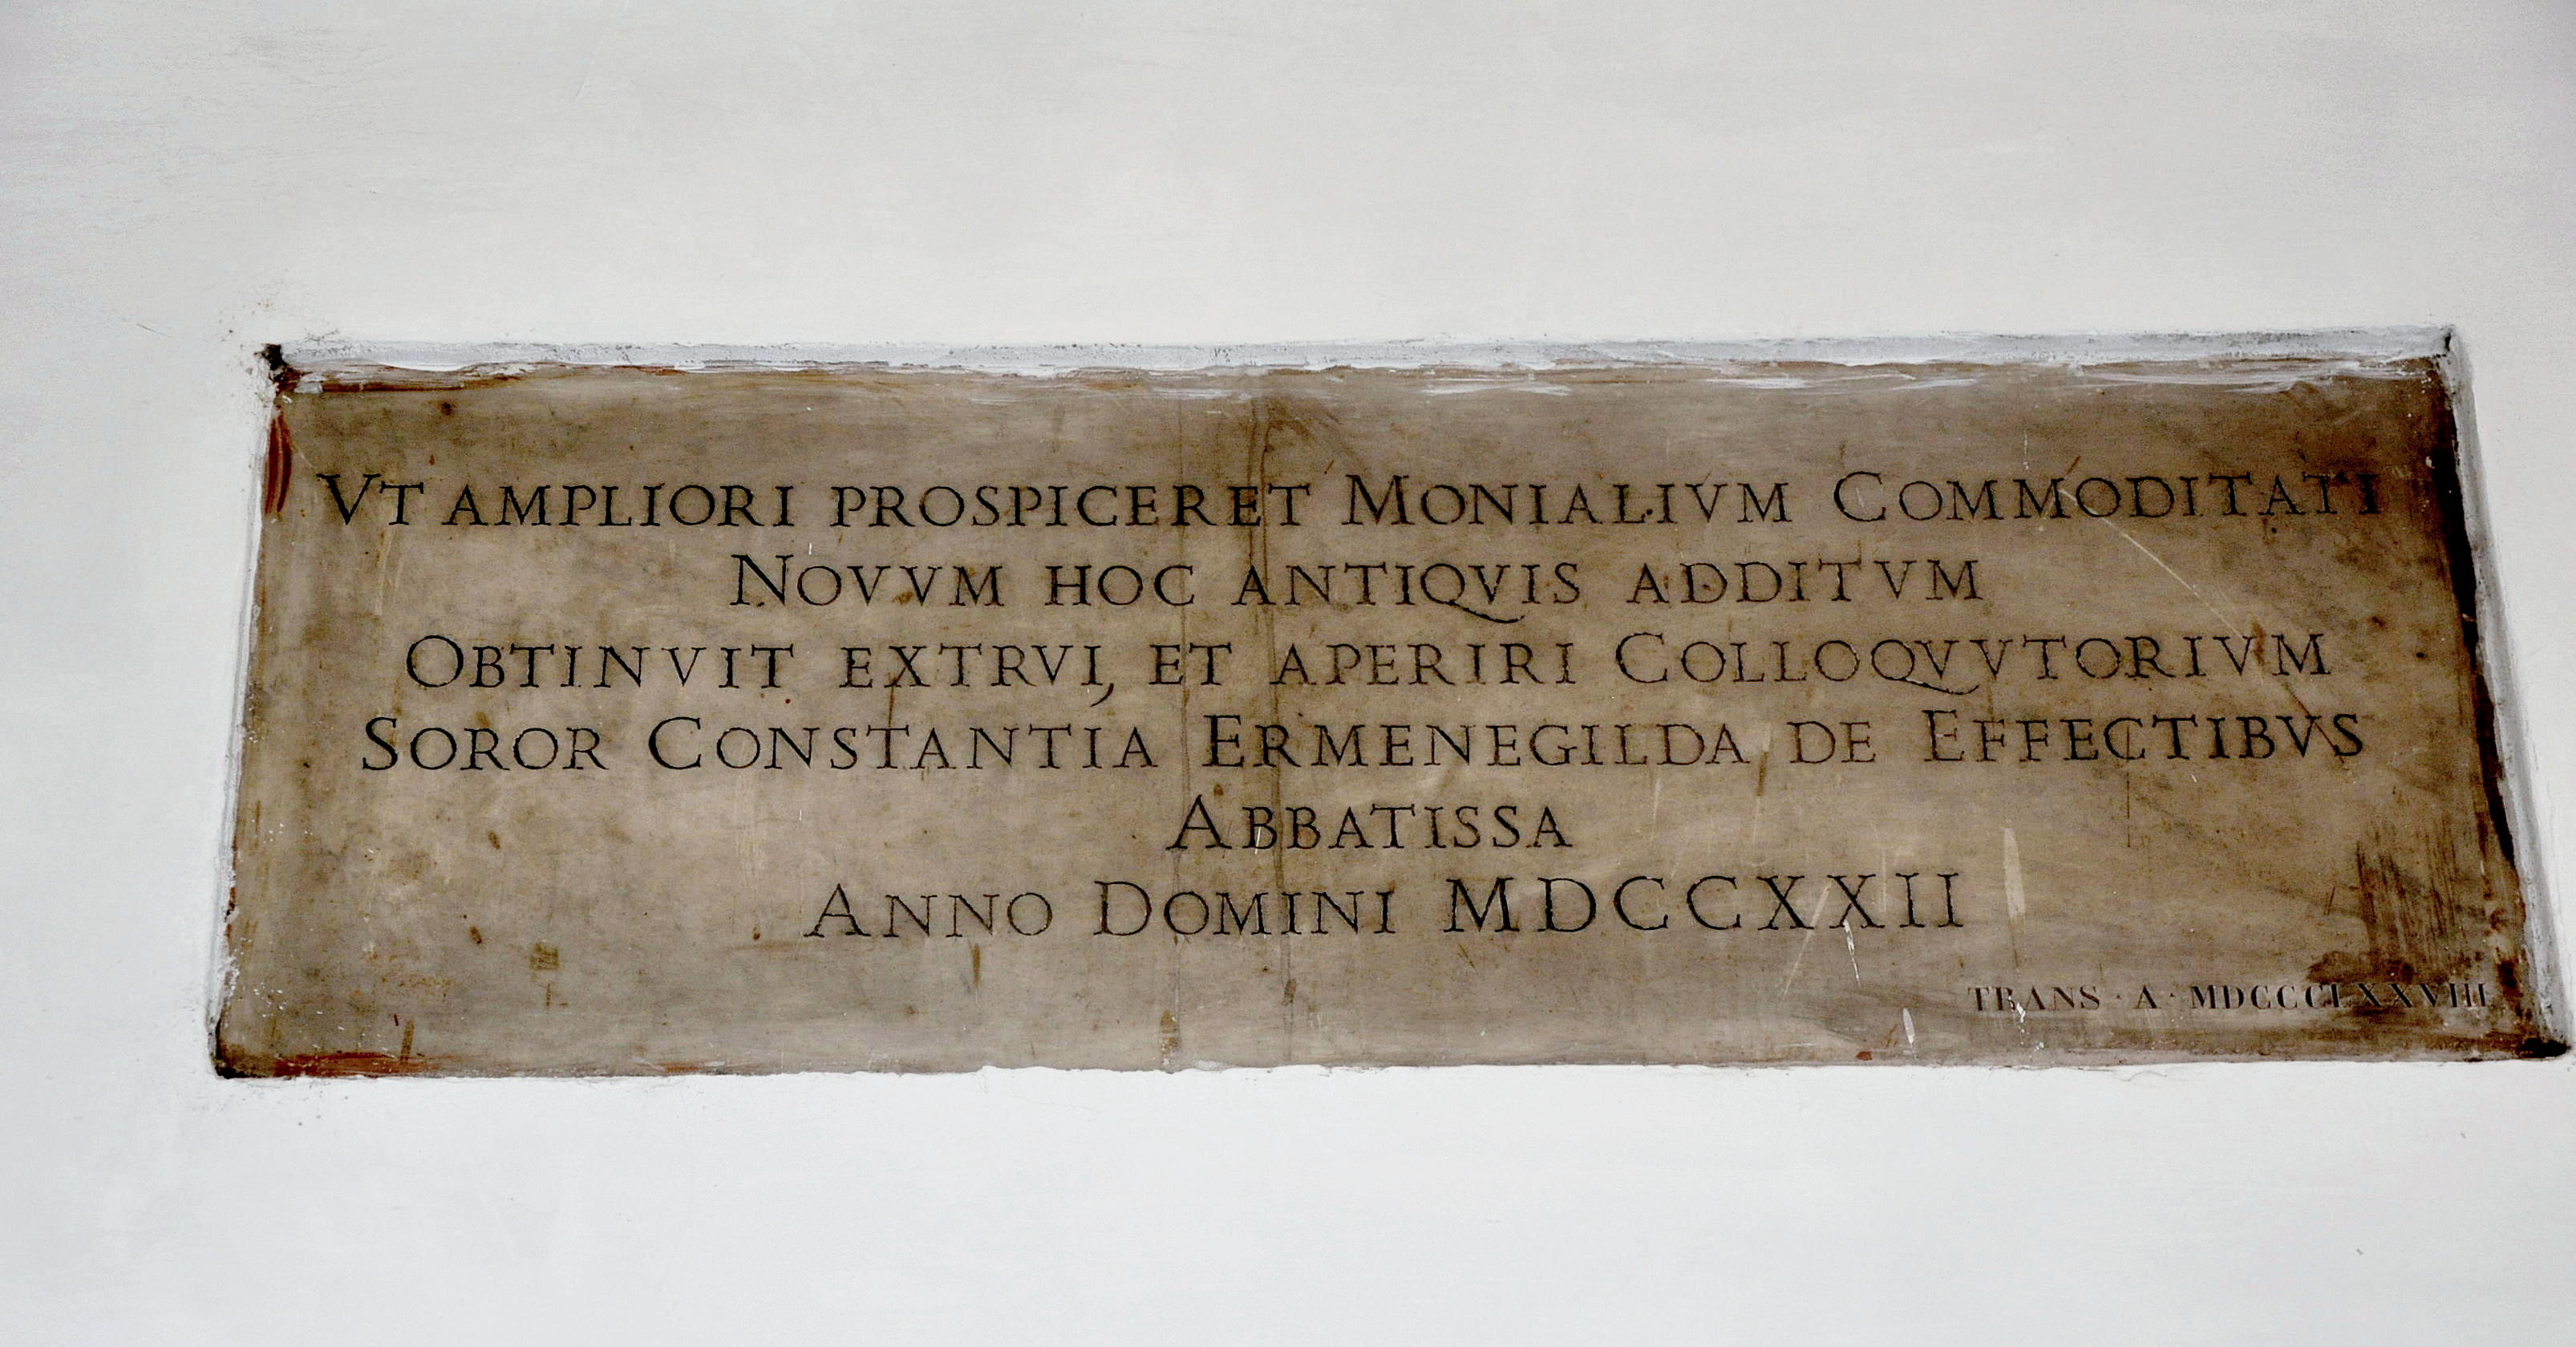 VT AMPLIORI PROSPICERET MONIALIVM COMMODITATI
NOVVM HOC ANTIQVIS ADDITVM
OBTINVIT EXTRVI, ET APERIRI COLLOQVVTORIVM
SOROR CONSTANTIA ERMENEGILDA DE EFFECTIBVS
ABBATISSA
ANNO DOMINI MDCCXXII
TRANS · A · MDCCCLXXVIII